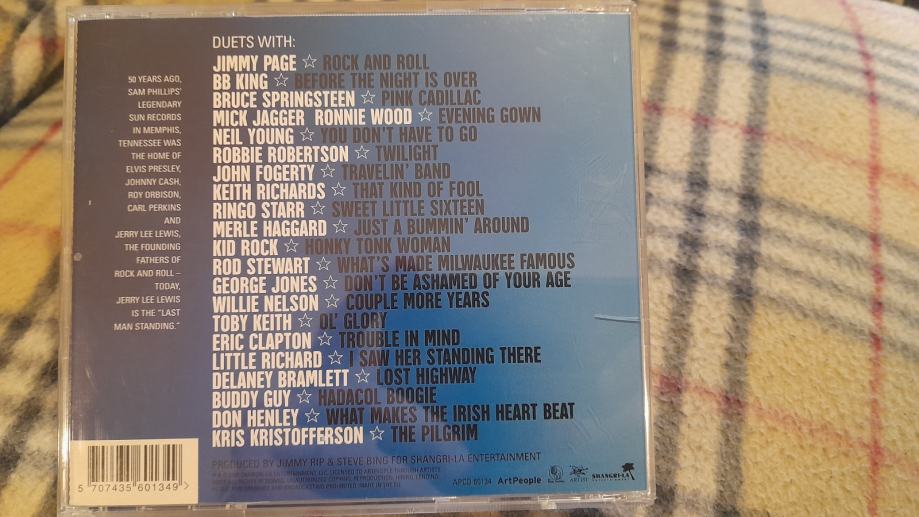 DUETS WITH:
JIMMY PAGE ☆ ROCK AND ROLL
BB KING ☆ BEFORE THE NIGHT IS OVER
BRUCE SPRINGSTEEN ☆ PINK CADILLAC
MICK JAGGER RONNIE WOOD ☆ EVENING GOWN
NEIL YOUNG ☆ YOU DON'T HAVE TO GO
ROBBIE ROBERTSON ☆ TWILIGHT
JOHN FOGERTY ☆ TRAVELIN' BAND
KEITH RICHARDS ☆ THAT KIND OF FOOL
RINGO STARR ☆ SWEET LITTLE SIXTEEN
MERLE HAGGARD ☆ JUST A BUMMIN' AROUND
KID ROCK ☆ HONKY TONK WOMAN
ROD STEWART ☆ WHAT'S MADE MILWAUKEE FAMOUS
GEORGE JONES ☆ DON'T BE ASHAMED OF YOUR AGE
WILLIE NELSON ☆ COUPLE MORE YEARS
TOBY KEITH ☆ OL' GLORY
ERIC CLAPTON ☆ TROUBLE IN MIND
LITTLE RICHARD ☆ I SAW HER STANDING THERE
DELANEY BRAMLETT ☆ LOST HIGHWAY
BUDDY GUY ☆ HADACOL BOOGIE
DON HENLEY ☆ WHAT MAKES THE IRISH HEART BEAT
KRIS KRISTOFFERSON ☆ THE PILGRIM
50 YEARS AGO,
SAM PHILLIPS'
LEGENDARY
SUN RECORDS
IN MEMPHIS,
TENNESSEE WAS
THE HOME OF
ELVIS PRESLEY,
JOHNNY CASH,
ROY ORBISON,
CARL PERKINS
AND
JERRY LEE LEWIS,
THE FOUNDING
FATHERS OF
ROCK AND ROLL –
TODAY,
JERRY LEE LEWIS
IS THE "LAST
MAN STANDING."
PRODUCED BY JIMMY RIP & STEVE BING FOR SHANGRI-LA ENTERTAINMENT
APCD 60134 ArtPeople SHANGRI-LA
5 707435 601349 >